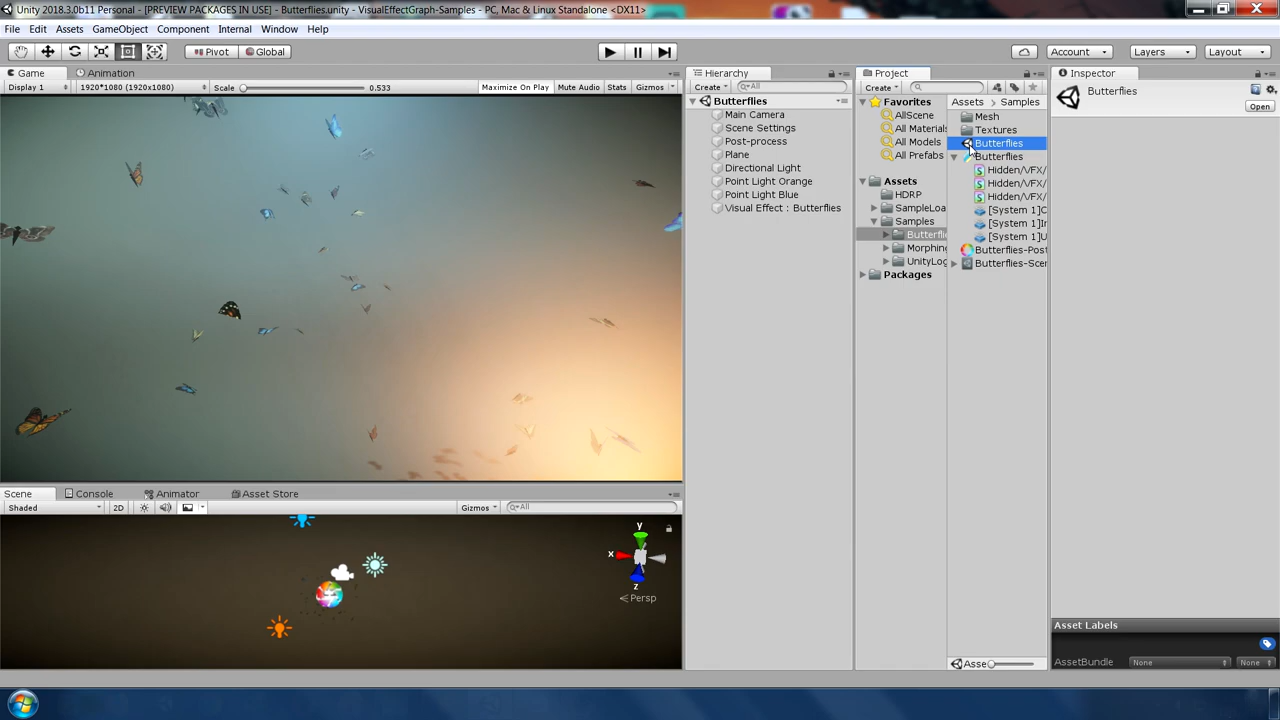 Unity 2018.3.0b11 Personal - [PREVIEW PACKAGES IN USE] - Butterflies.unity - VisualEffectGraph-Samples - PC, Mac & Linux Standalone <DX11>
File Edit Assets GameObject Component Internal Window Help
Pivot Global Account Layers Layout
Game Animation
Display 1 1920*1080 (1920x1080) Scale 0.533 Maximize On Play Mute Audio Stats Gizmos
Hierarchy
Create All
Butterflies
Main Camera
Scene Settings
Post-process
Plane
Directional Light
Point Light Orange
Point Light Blue
Visual Effect : Butterflies
Project
Create
Favorites
AllScene
All Materials
All Models
All Prefabs
Assets
HDRP
SampleLoa
Samples
Butterfli
Morphing
UnityLog
Packages
Assets Samples
Mesh
Textures
Butterflies
Butterflies
Hidden/VFX/
Hidden/VFX/
Hidden/VFX/
[System 1]C
[System 1]In
[System 1]U
Butterflies-Post
Butterflies-Scen
Asse
Inspector
Butterflies
Open
Asset Labels
AssetBundle None None
Scene Console Animator Asset Store
Shaded 2D Gizmos All
y
x
z
Persp